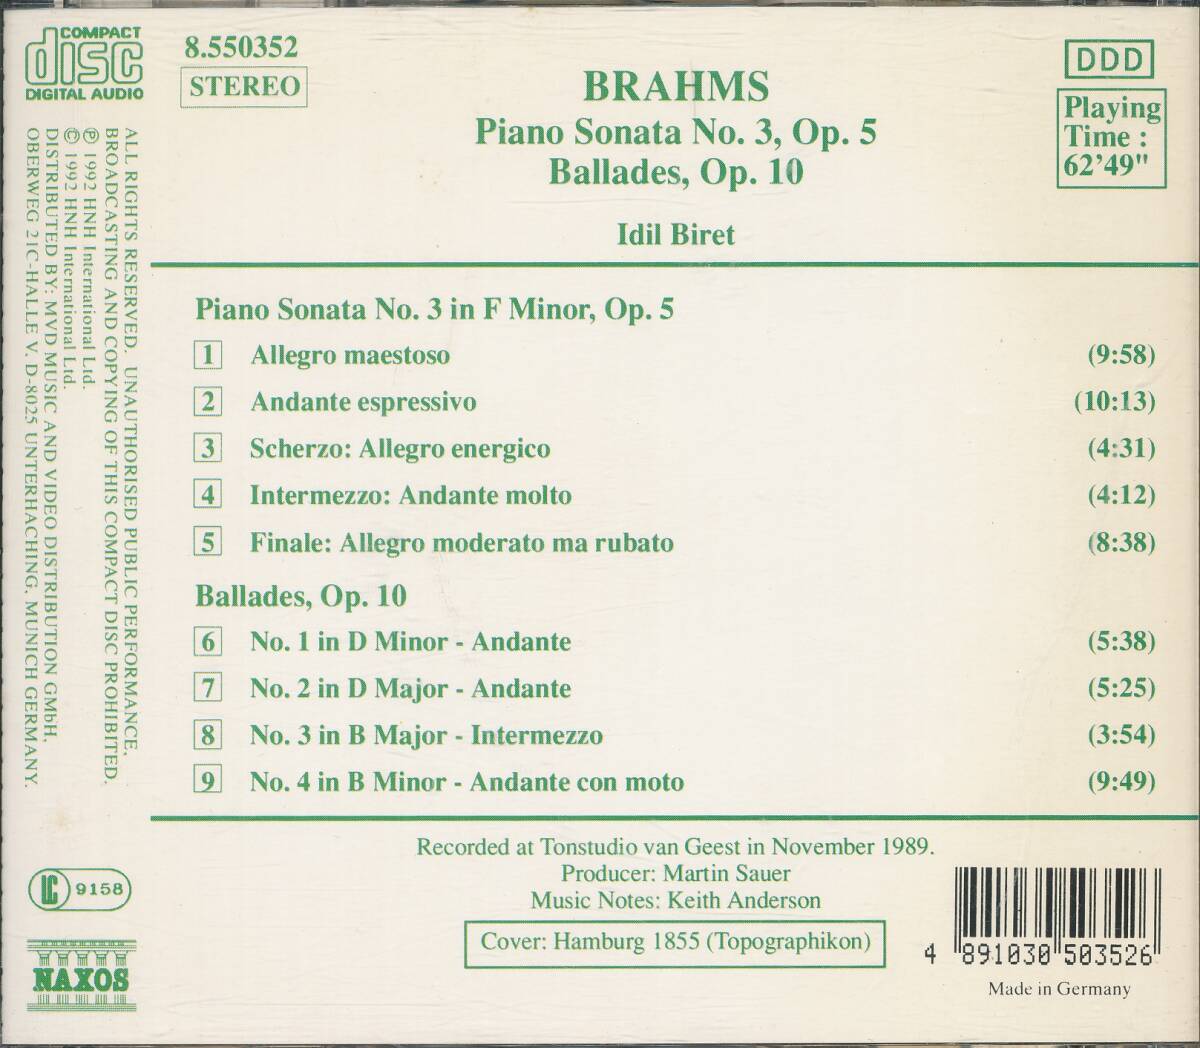 COMPACT
disc
DIGITAL AUDIO
8.550352
STEREO
BRAHMS
Piano Sonata No. 3, Op. 5
Ballades, Op. 10
Idil Biret
DDD
Playing
Time :
62'49"
Piano Sonata No. 3 in F Minor, Op. 5
1 Allegro maestoso (9:58)
2 Andante espressivo (10:13)
3 Scherzo: Allegro energico (4:31)
4 Intermezzo: Andante molto (4:12)
5 Finale: Allegro moderato ma rubato (8:38)
Ballades, Op. 10
6 No. 1 in D Minor - Andante (5:38)
7 No. 2 in D Major - Andante (5:25)
8 No. 3 in B Major - Intermezzo (3:54)
9 No. 4 in B Minor - Andante con moto (9:49)
Recorded at Tonstudio van Geest in November 1989.
Producer: Martin Sauer
Music Notes: Keith Anderson
Cover: Hamburg 1855 (Topographikon)
4 891030 503526
Made in Germany
ALL RIGHTS RESERVED. UNAUTHORISED PUBLIC PERFORMANCE,
BROADCASTING AND COPYING OF THIS COMPACT DISC PROHIBITED.
℗ 1992 HNH International Ltd.
© 1992 HNH International Ltd.
DISTRIBUTED BY: MVD MUSIC AND VIDEO DISTRIBUTION GMbH,
OBERWEG 21C-HALLE V. D-8025 UNTERHACHING, MUNICH GERMANY.
LC 9158
NAXOS